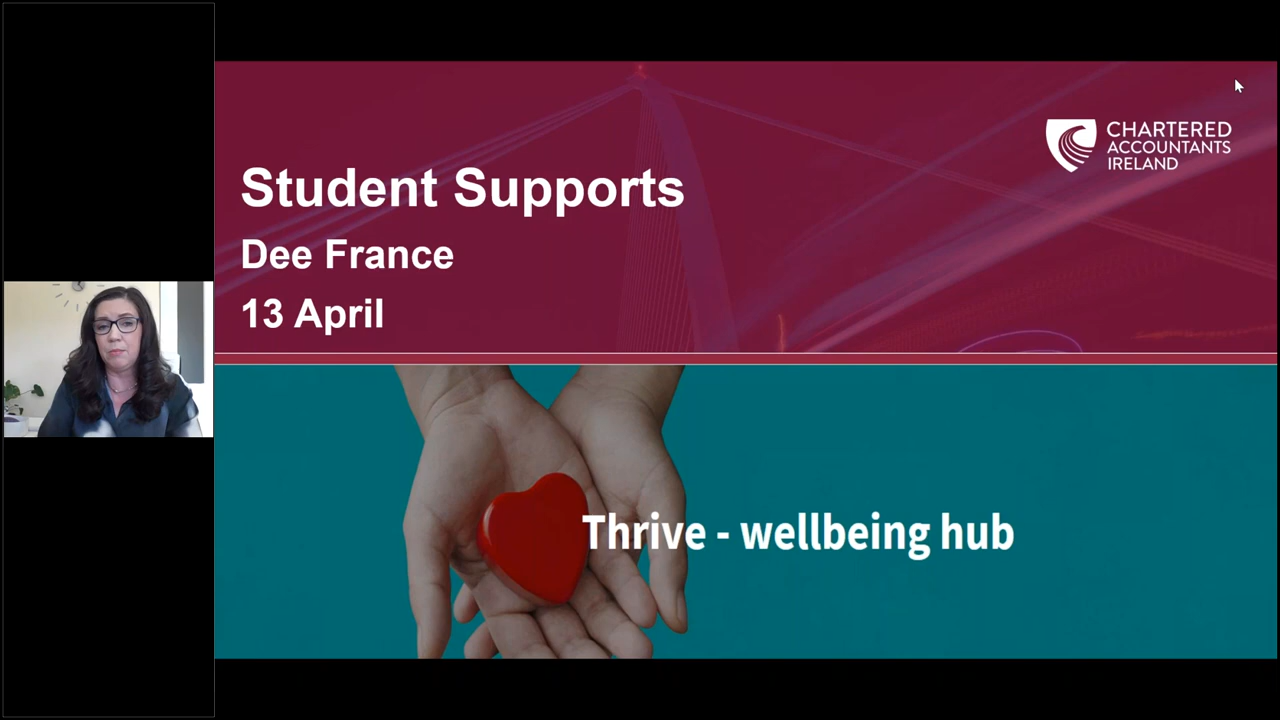 CHARTERED
ACCOUNTANTS
IRELAND
Student Supports
Dee France
13 April
Thrive - wellbeing hub